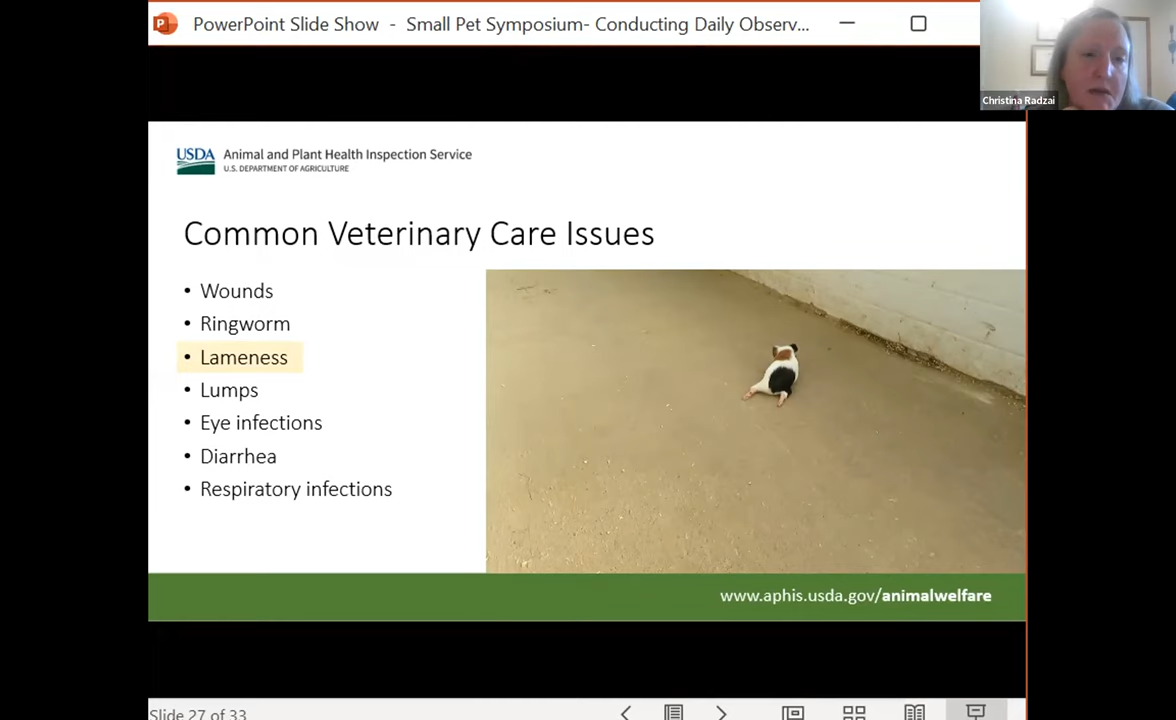 PowerPoint Slide Show - Small Pet Symposium- Conducting Daily Observ...
Christina Radzai
USDA Animal and Plant Health Inspection Service
U.S. DEPARTMENT OF AGRICULTURE
Common Veterinary Care Issues
• Wounds
• Ringworm
• Lameness
• Lumps
• Eye infections
• Diarrhea
• Respiratory infections
www.aphis.usda.gov/animalwelfare
Slide 27 of 33